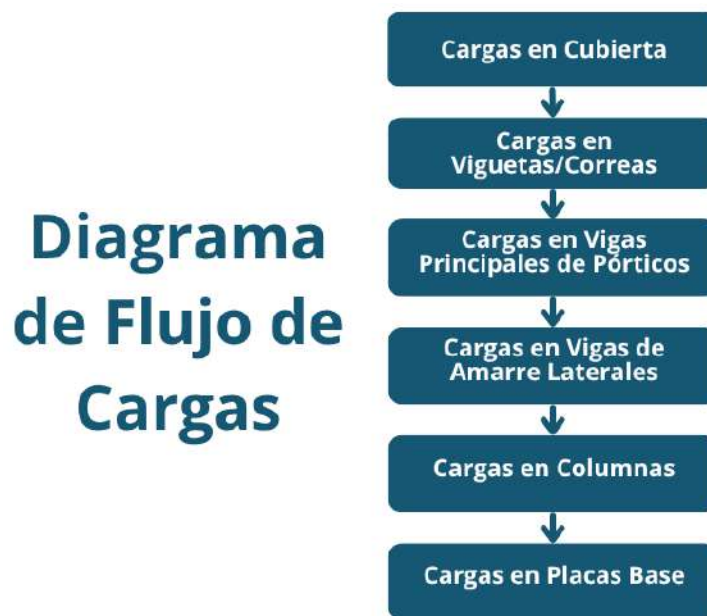 Diagrama
de Flujo de
Cargas
Cargas en Cubierta
Cargas en
Viguetas/Correas
Cargas en Vigas
Principales de Pórticos
Cargas en Vigas de
Amarre Laterales
Cargas en Columnas
Cargas en Placas Base